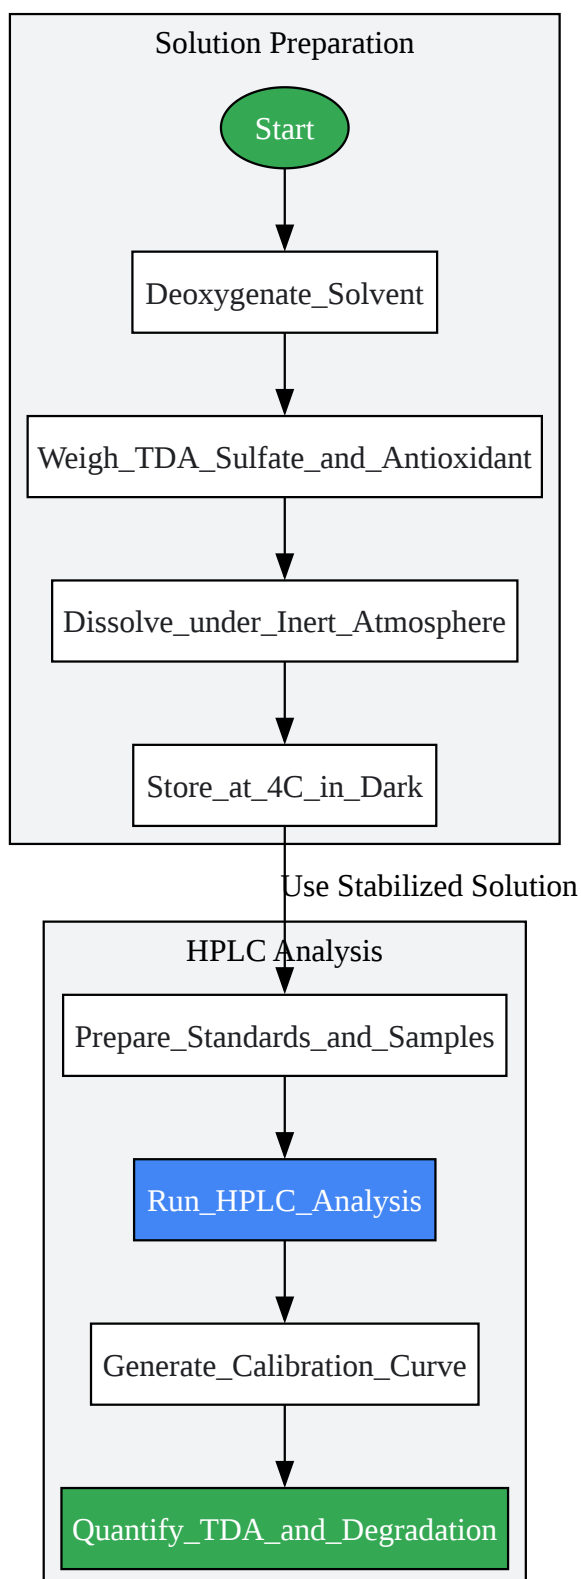 Solution Preparation
Start
Deoxygenate_Solvent
Weigh_TDA_Sulfate_and_Antioxidant
Dissolve_under_Inert_Atmosphere
Store_at_4C_in_Dark
Use Stabilized Solution
HPLC Analysis
Prepare_Standards_and_Samples
Run_HPLC_Analysis
Generate_Calibration_Curve
Quantify_TDA_and_Degradation